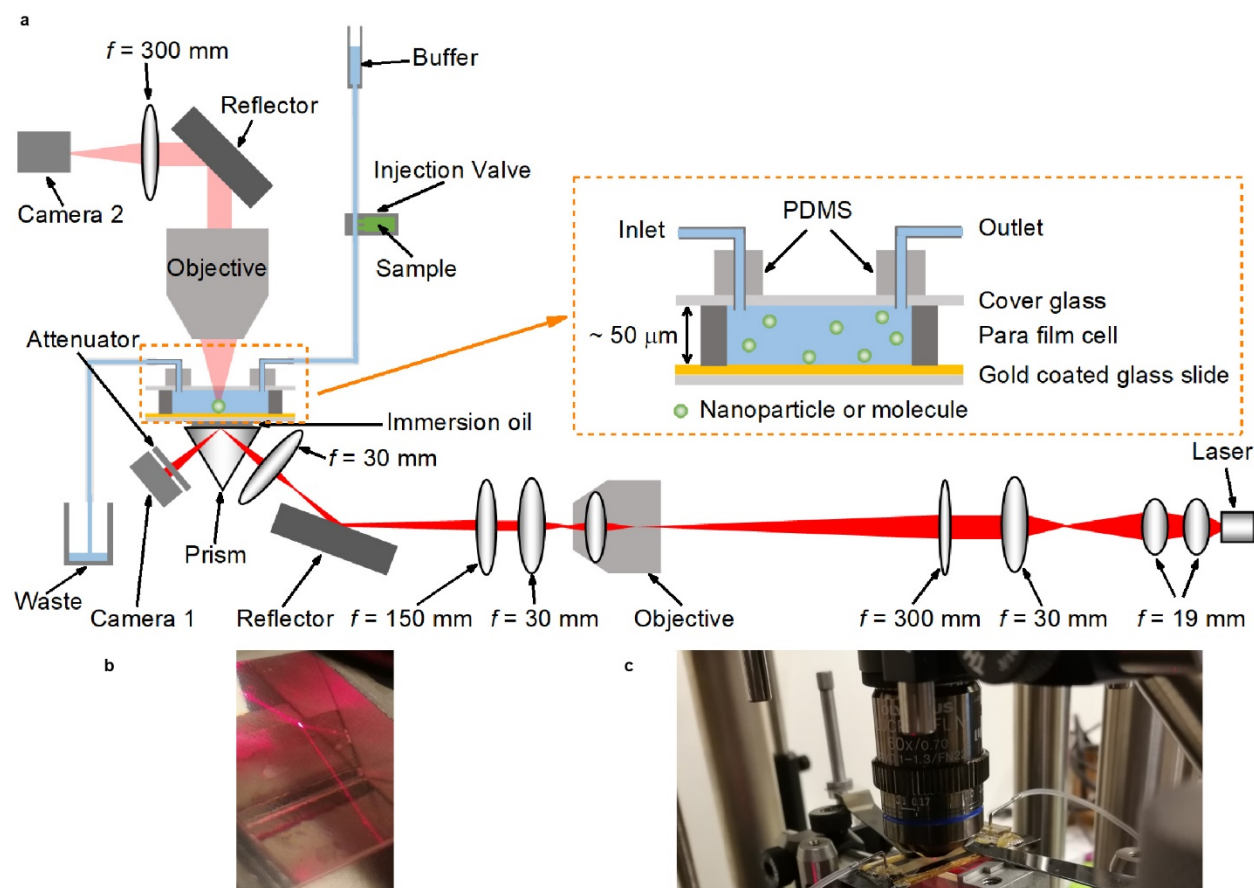 a
f = 300 mm
Buffer
Reflector
Injection Valve
Camera 2
Objective
Sample
Attenuator
Immersion oil
f = 30 mm
Prism
Waste
Camera 1
Reflector
f = 150 mm
f = 30 mm
Objective
f = 300 mm
f = 30 mm
f = 19 mm
Laser
PDMS
Inlet
Outlet
Cover glass
~ 50 μm
Para film cell
Gold coated glass slide
Nanoparticle or molecule
b
c
60x/0.70